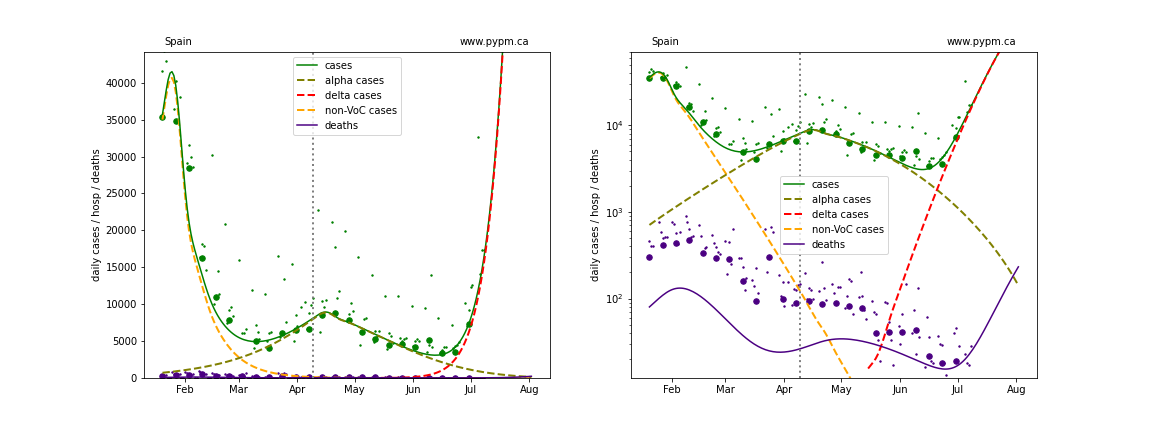 Spain www.pypm.ca
daily cases / hosp / deaths
40000
35000
30000
25000
20000
15000
10000
5000
0
Feb Mar Apr May Jun Jul Aug
cases
alpha cases
delta cases
non-VoC cases
deaths
Spain www.pypm.ca
daily cases / hosp / deaths
10^4
10^3
10^2
Feb Mar Apr May Jun Jul Aug
cases
alpha cases
delta cases
non-VoC cases
deaths